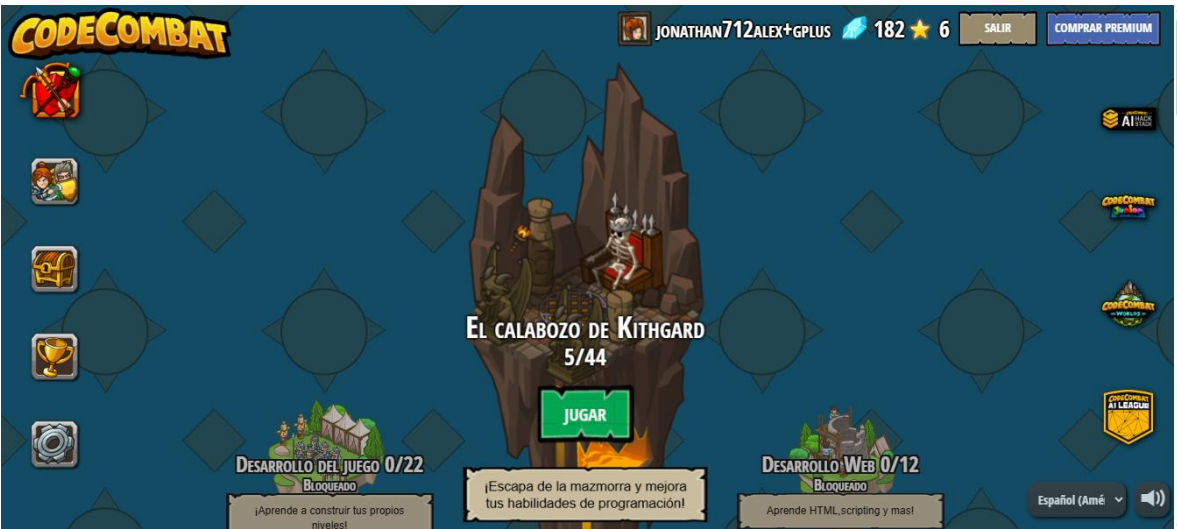 CODECOMBAT
JONATHAN712ALEX+GPLUS 182 6 SALIR COMPRAR PREMIUM
AI HACK STACK
CODECOMBAT
Junior
CODECOMBAT
WORLDS
EL CALABOZO DE KITHGARD
5/44
JUGAR
CODECOMBAT
AI LEAGUE
DESARROLLO DEL JUEGO 0/22
BLOQUEADO
¡Aprende a construir tus propios
niveles!
¡Escapa de la mazmorra y mejora
tus habilidades de programación!
DESARROLLO WEB 0/12
BLOQUEADO
Aprende HTML,scripting y mas!
Español (Amé